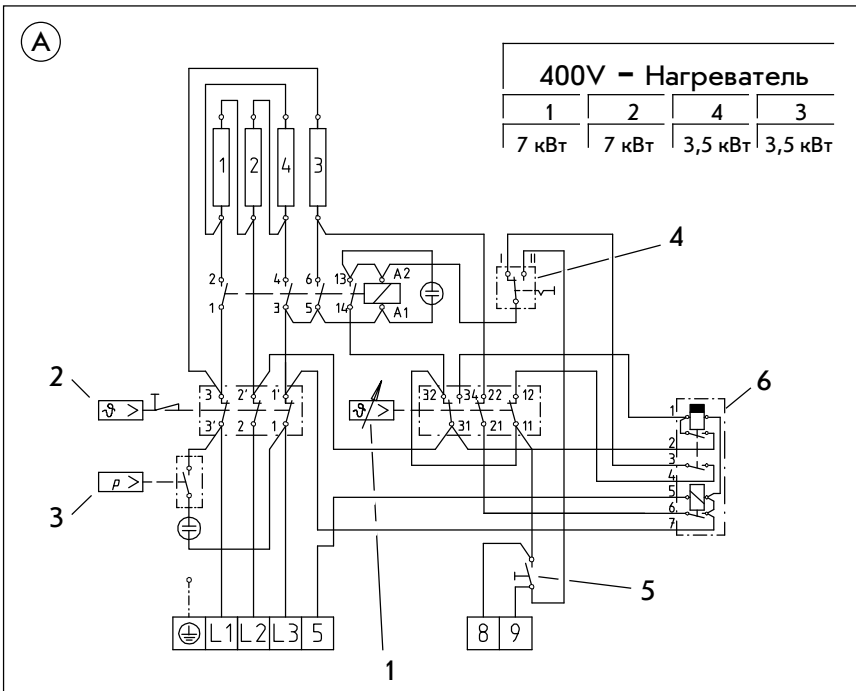 A
400V – Нагреватель
1 2 4 3
7 кВт 7 кВт 3,5 кВт 3,5 кВт
1 2 4 3
I II
4
2 4 6 13 A2
1 3 5 14 A1
2
ϑ >
3 2' 1'
3' 2 1
ϑ >
32 34 22 12
31 21 11
6
1
2
3
4
5
6
7
3
p >
5
L1 L2 L3 5
8 9
1